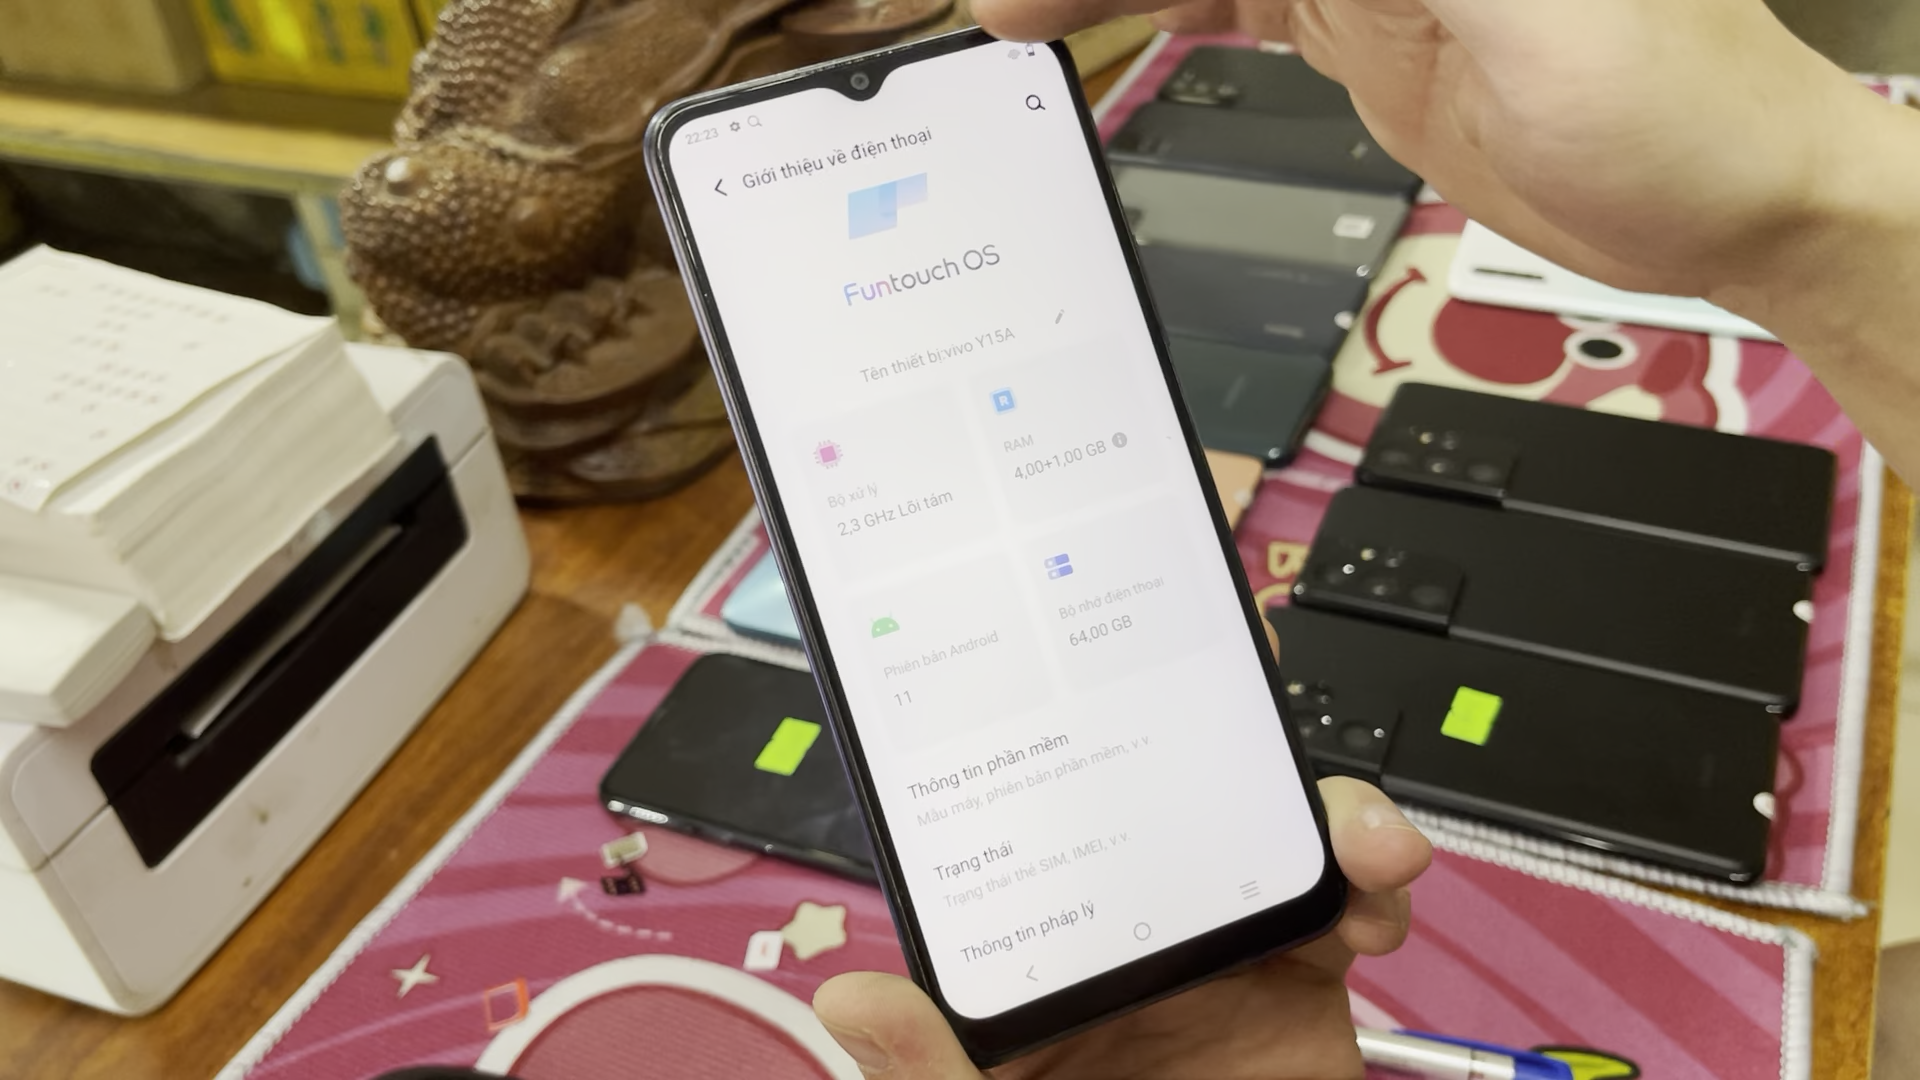 22:23
Giới thiệu về điện thoại
Funtouch OS
Tên thiết bị:vivo Y15A
Bộ xử lý
2,3 GHz Lõi tám
R
RAM
4,00+1,00 GB
Phiên bản Android
11
Bộ nhớ điện thoại
64,00 GB
Thông tin phần mềm
Mẫu máy, phiên bản phần mềm, v.v.
Trạng thái
Trạng thái thẻ SIM, IMEI, v.v.
Thông tin pháp lý